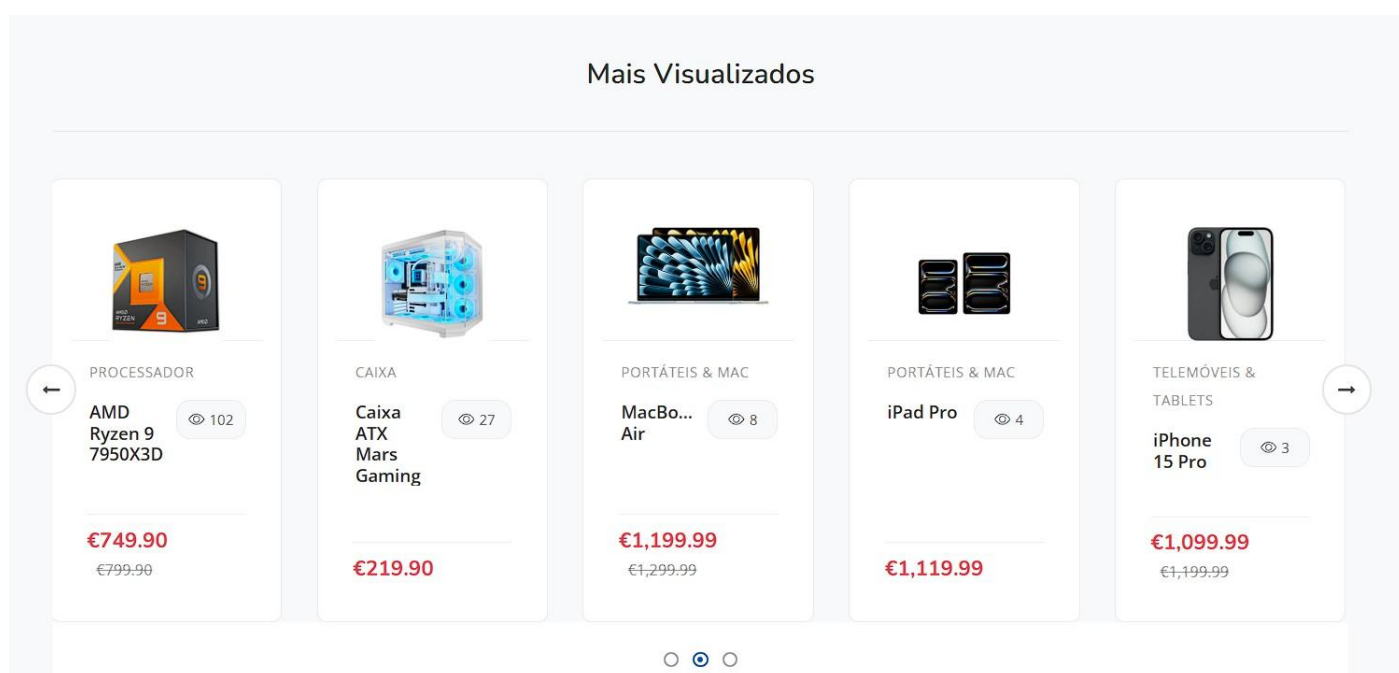 Mais Visualizados
PROCESSADOR
AMD
Ryzen 9
7950X3D
102
€749.90
€799.90
CAIXA
Caixa
ATX
Mars
Gaming
27
€219.90
PORTÁTEIS & MAC
MacBo...
Air
8
€1,199.99
€1,299.99
PORTÁTEIS & MAC
iPad Pro
4
€1,119.99
TELEMÓVEIS &
TABLETS
iPhone
15 Pro
3
€1,099.99
€1,199.99